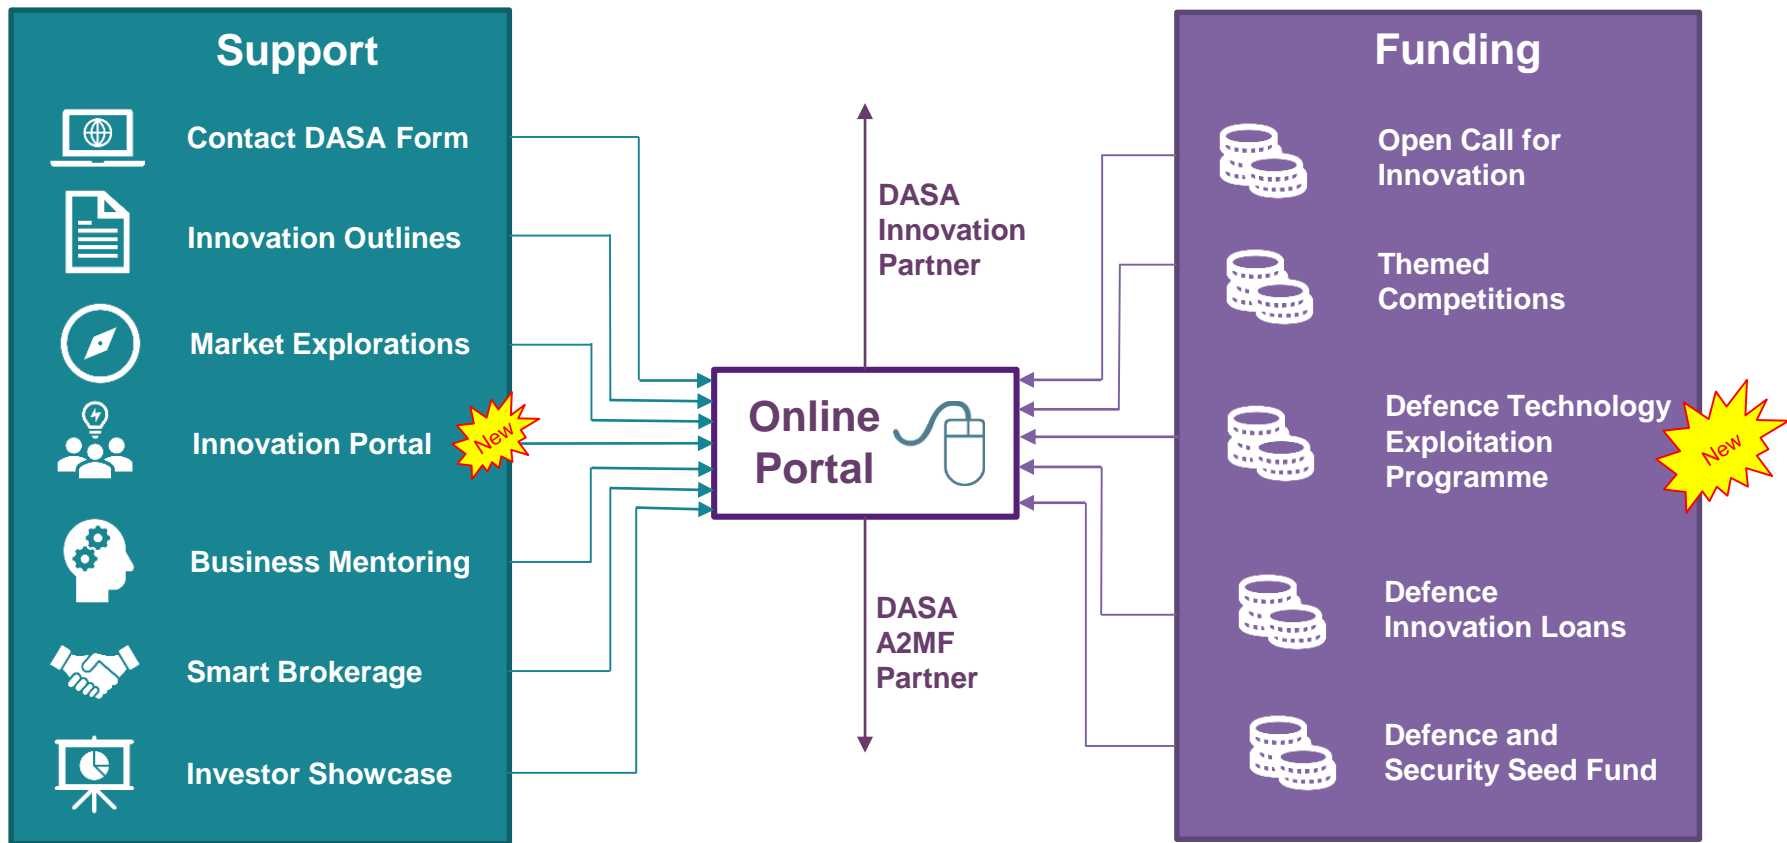 Support
Contact DASA Form
Innovation Outlines
Market Explorations
Innovation Portal
New
Business Mentoring
Smart Brokerage
Investor Showcase
DASA
Innovation
Partner
Online
Portal
DASA
A2MF
Partner
Funding
Open Call for
Innovation
Themed
Competitions
Defence Technology
Exploitation
Programme
New
Defence
Innovation Loans
Defence and
Security Seed Fund